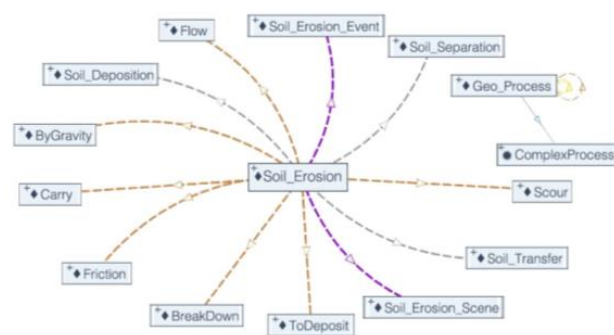 Flow
Soil_Erosion_Event
Soil_Separation
Soil_Deposition
Geo_Process
ByGravity
ComplexProcess
Soil_Erosion
Carry
Scour
Friction
Soil_Transfer
BreakDown
ToDeposit
Soil_Erosion_Scene